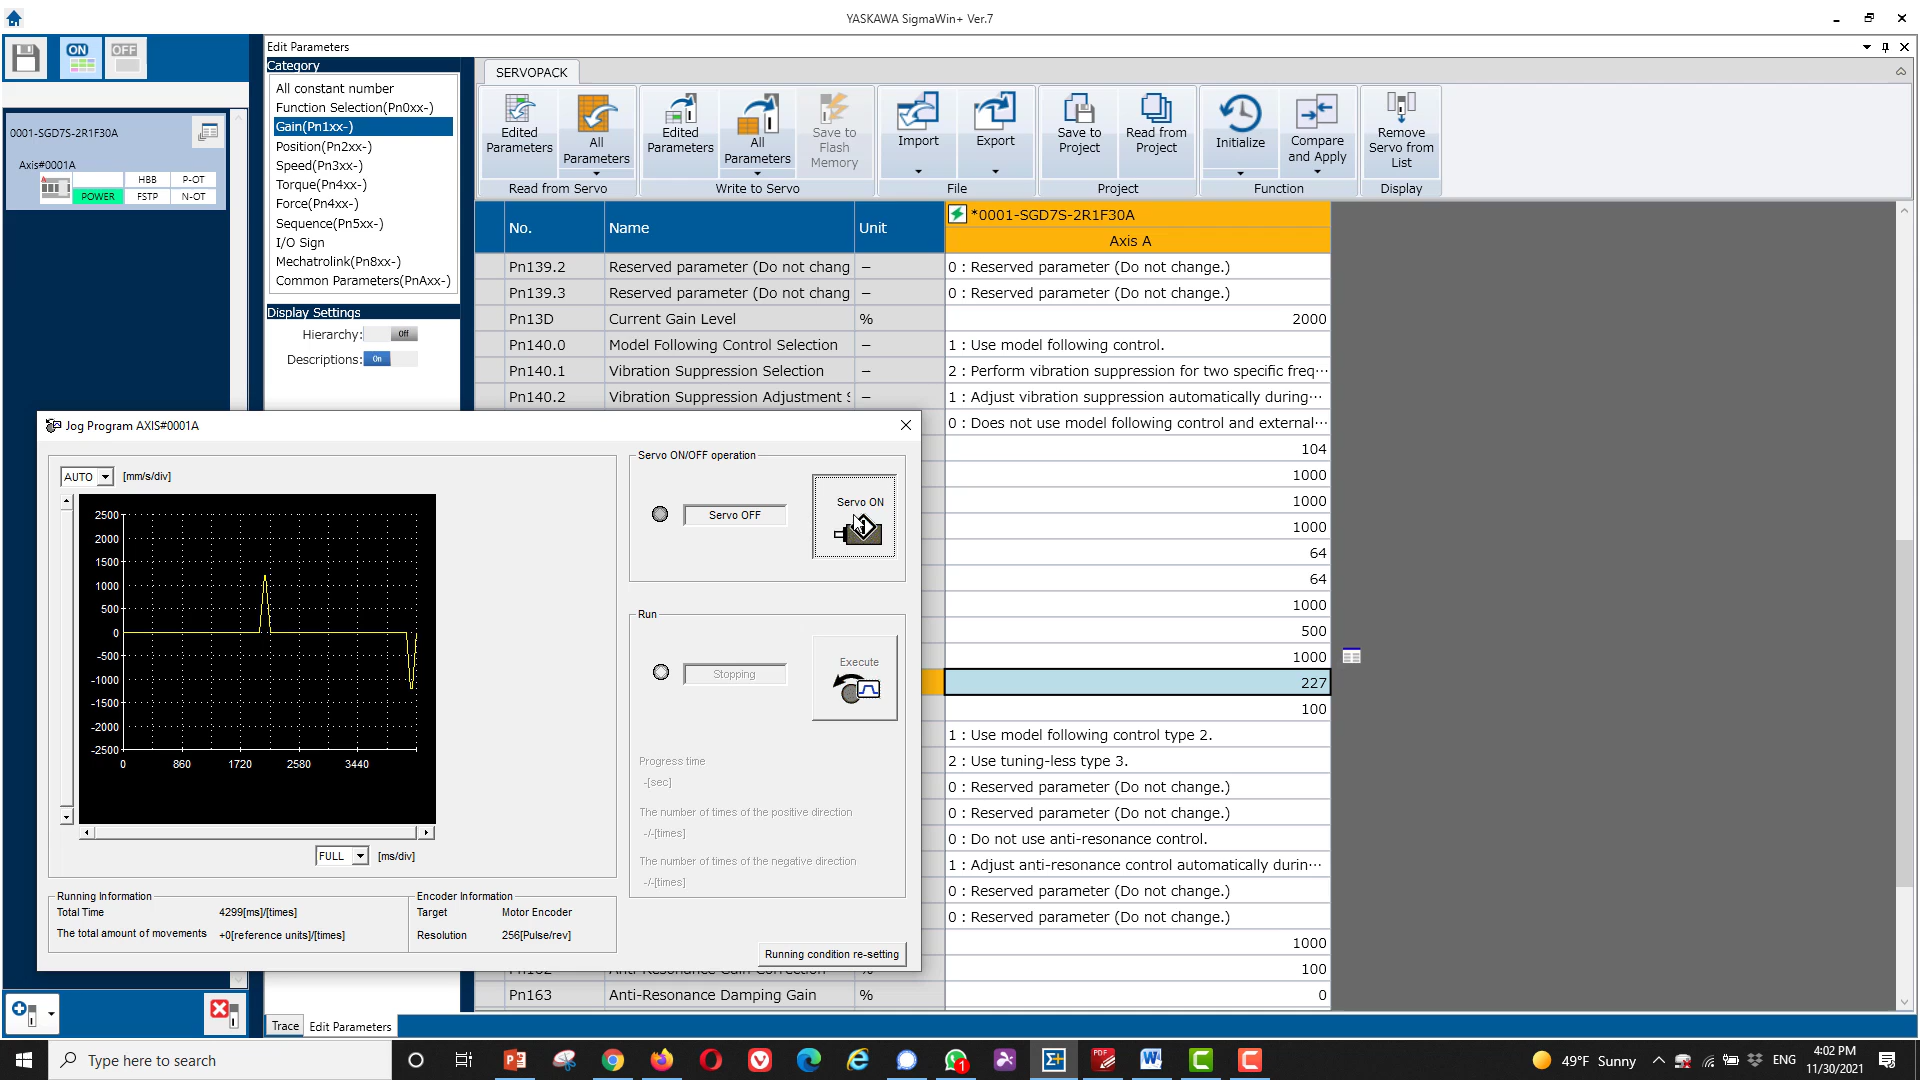 YASKAWA SigmaWin+ Ver.7
ON
OFF
0001-SGD7S-2R1F30A
Axis#0001A
HBB
P-OT
POWER
FSTP
N-OT
Edit Parameters
Category
All constant number
Function Selection(Pn0xx-)
Gain(Pn1xx-)
Position(Pn2xx-)
Speed(Pn3xx-)
Torque(Pn4xx-)
Force(Pn4xx-)
Sequence(Pn5xx-)
I/O Sign
Mechatrolink(Pn8xx-)
Common Parameters(PnAxx-)
Display Settings
Hierarchy: Off
Descriptions: On
SERVOPACK
Edited Parameters
All Parameters
Read from Servo
Edited Parameters
All Parameters
Save to Flash Memory
Write to Servo
Import
Export
File
Save to Project
Read from Project
Project
Initialize
Compare and Apply
Function
Remove Servo from List
Display
No. Name Unit *0001-SGD7S-2R1F30A
Axis A
Pn139.2 Reserved parameter (Do not chang – 0 : Reserved parameter (Do not change.)
Pn139.3 Reserved parameter (Do not chang – 0 : Reserved parameter (Do not change.)
Pn13D Current Gain Level % 2000
Pn140.0 Model Following Control Selection – 1 : Use model following control.
Pn140.1 Vibration Suppression Selection – 2 : Perform vibration suppression for two specific freq···
Pn140.2 Vibration Suppression Adjustment S – 1 : Adjust vibration suppression automatically during···
0 : Does not use model following control and external···
104
1000
1000
1000
64
64
1000
500
1000
227
100
1 : Use model following control type 2.
2 : Use tuning-less type 3.
0 : Reserved parameter (Do not change.)
0 : Reserved parameter (Do not change.)
0 : Do not use anti-resonance control.
1 : Adjust anti-resonance control automatically durin···
0 : Reserved parameter (Do not change.)
0 : Reserved parameter (Do not change.)
1000
100
Pn163 Anti-Resonance Damping Gain % 0
Jog Program AXIS#0001A
AUTO [mm/s/div]
2500
2000
1500
1000
500
0
-500
-1000
-1500
-2000
-2500
0 860 1720 2580 3440
FULL [ms/div]
Running Information
Total Time 4299[ms]/[times]
The total amount of movements +0[reference units]/[times]
Encoder Information
Target Motor Encoder
Resolution 256[Pulse/rev]
Servo ON/OFF operation
Servo OFF
Servo ON
Run
Stopping
Execute
Progress time
-[sec]
The number of times of the positive direction
-/-[times]
The number of times of the negative direction
-/-[times]
Running condition re-setting
Trace
Edit Parameters
Type here to search
1
49°F Sunny
ENG
4:02 PM
11/30/2021